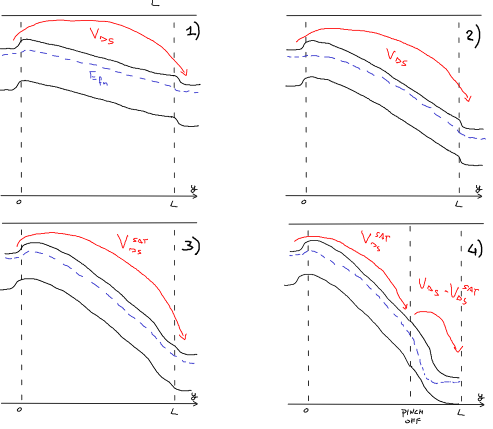 L
1)
V_DS
E_fn
0
L
y
2)
V_DS
0
L
y
3)
V_DS^SAT
0
L
y
4)
V_DS^SAT
V_DS - V_DS^SAT
0
PINCH
OFF
L
y